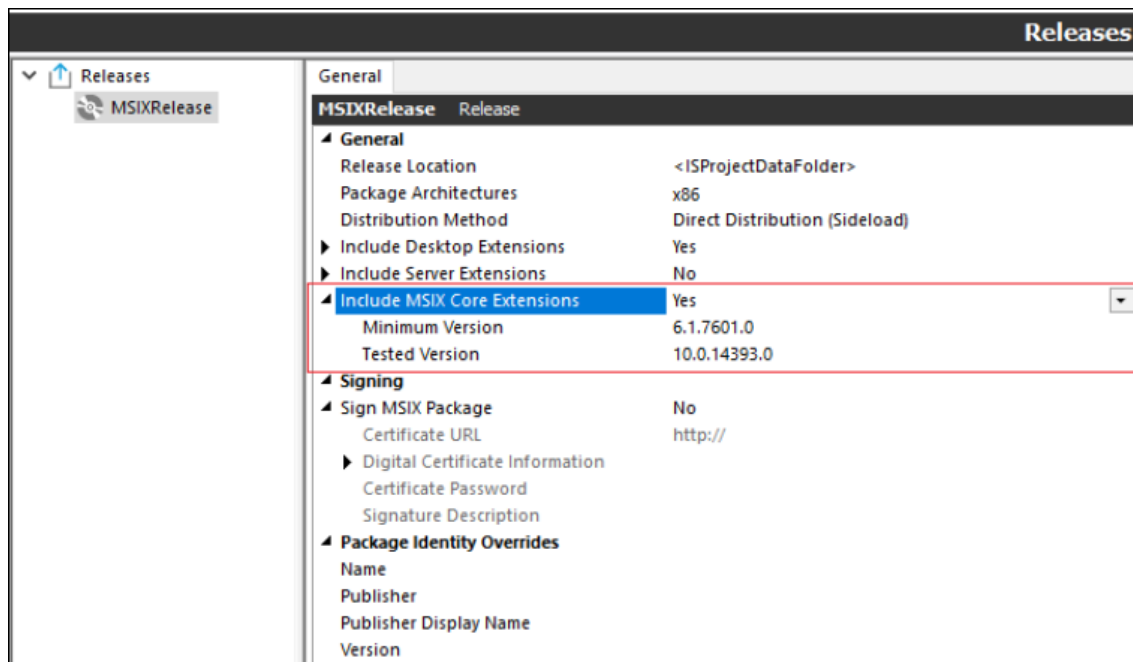 Releases
Releases
MSIXRelease
General
MSIXRelease Release
General
Release Location <ISProjectDataFolder>
Package Architectures x86
Distribution Method Direct Distribution (Sideload)
Include Desktop Extensions Yes
Include Server Extensions No
Include MSIX Core Extensions Yes
Minimum Version 6.1.7601.0
Tested Version 10.0.14393.0
Signing
Sign MSIX Package No
Certificate URL http://
Digital Certificate Information
Certificate Password
Signature Description
Package Identity Overrides
Name
Publisher
Publisher Display Name
Version